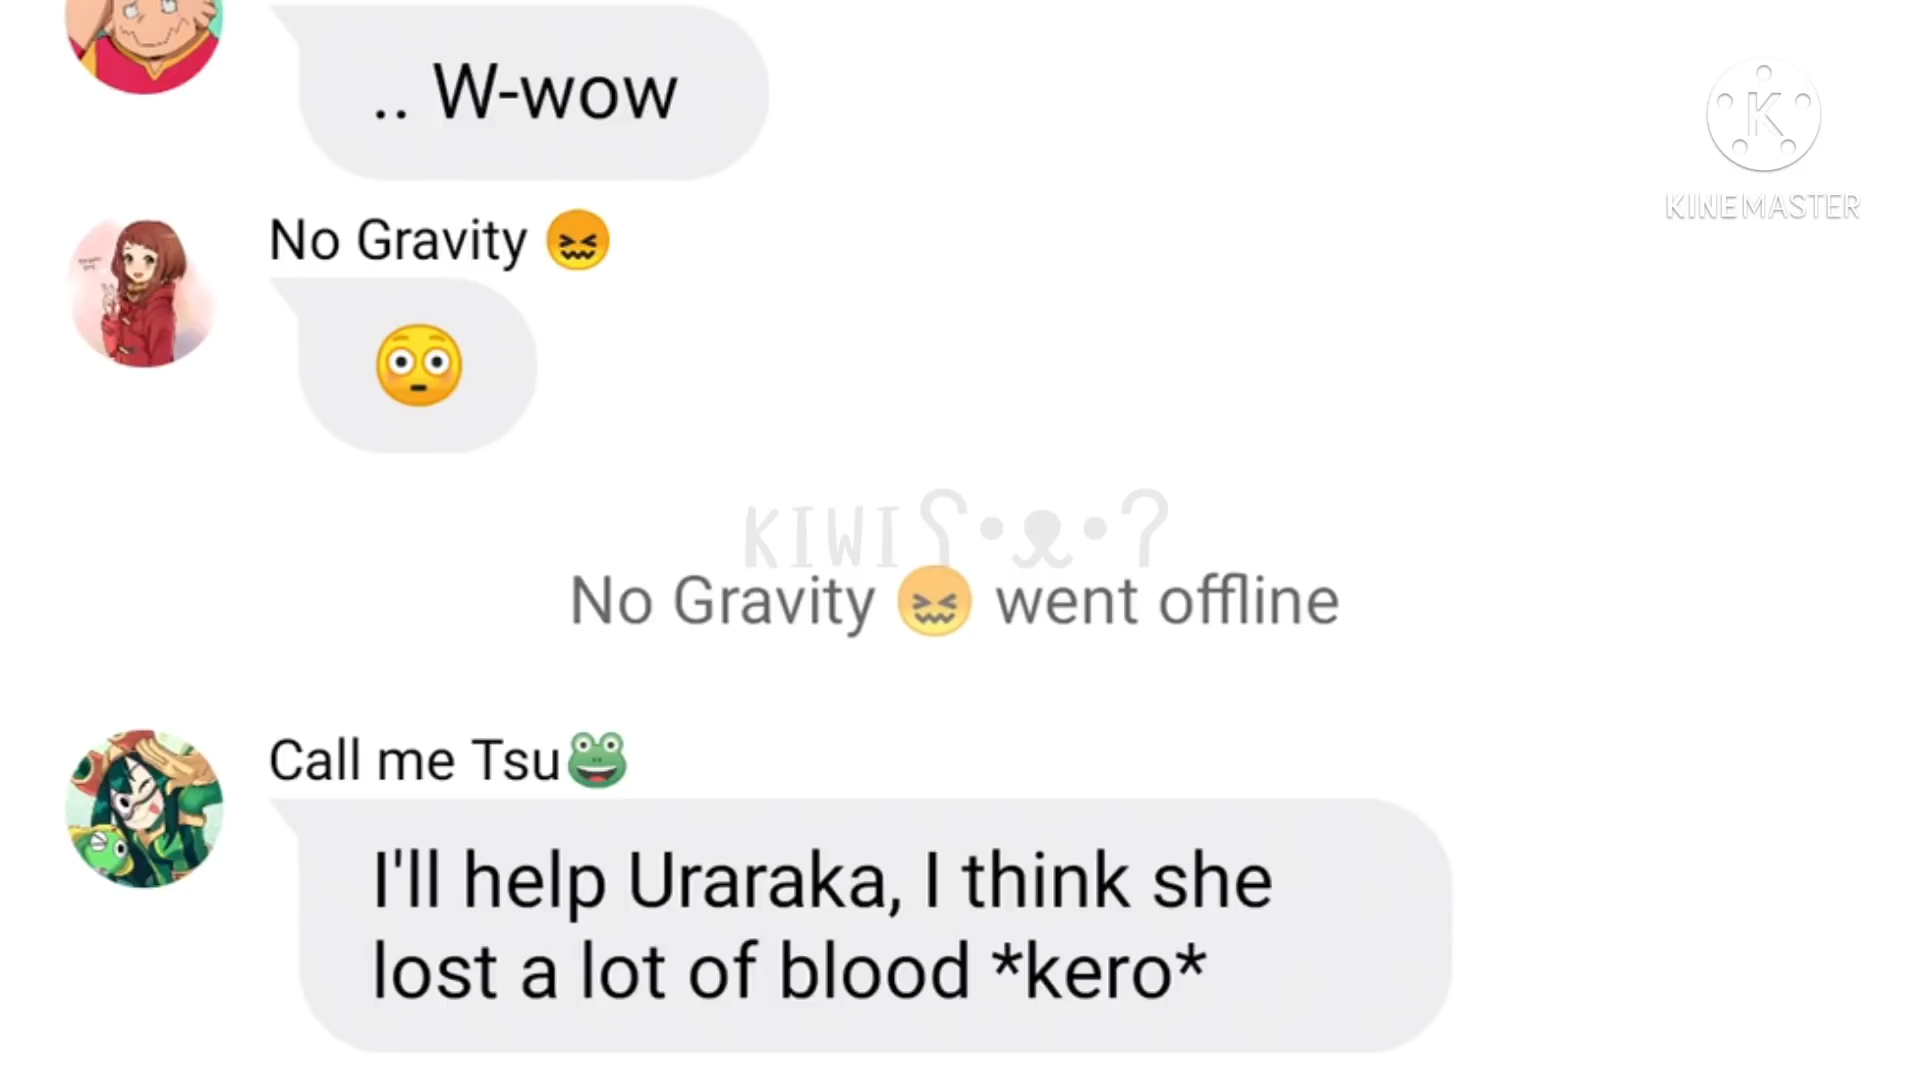 .. W-wow
K
KINEMASTER
No Gravity 😖
😳
KIWIʕ•ᴥ•ʔ
No Gravity 😖 went offline
Call me Tsu🐸
I'll help Uraraka, I think she
lost a lot of blood *kero*